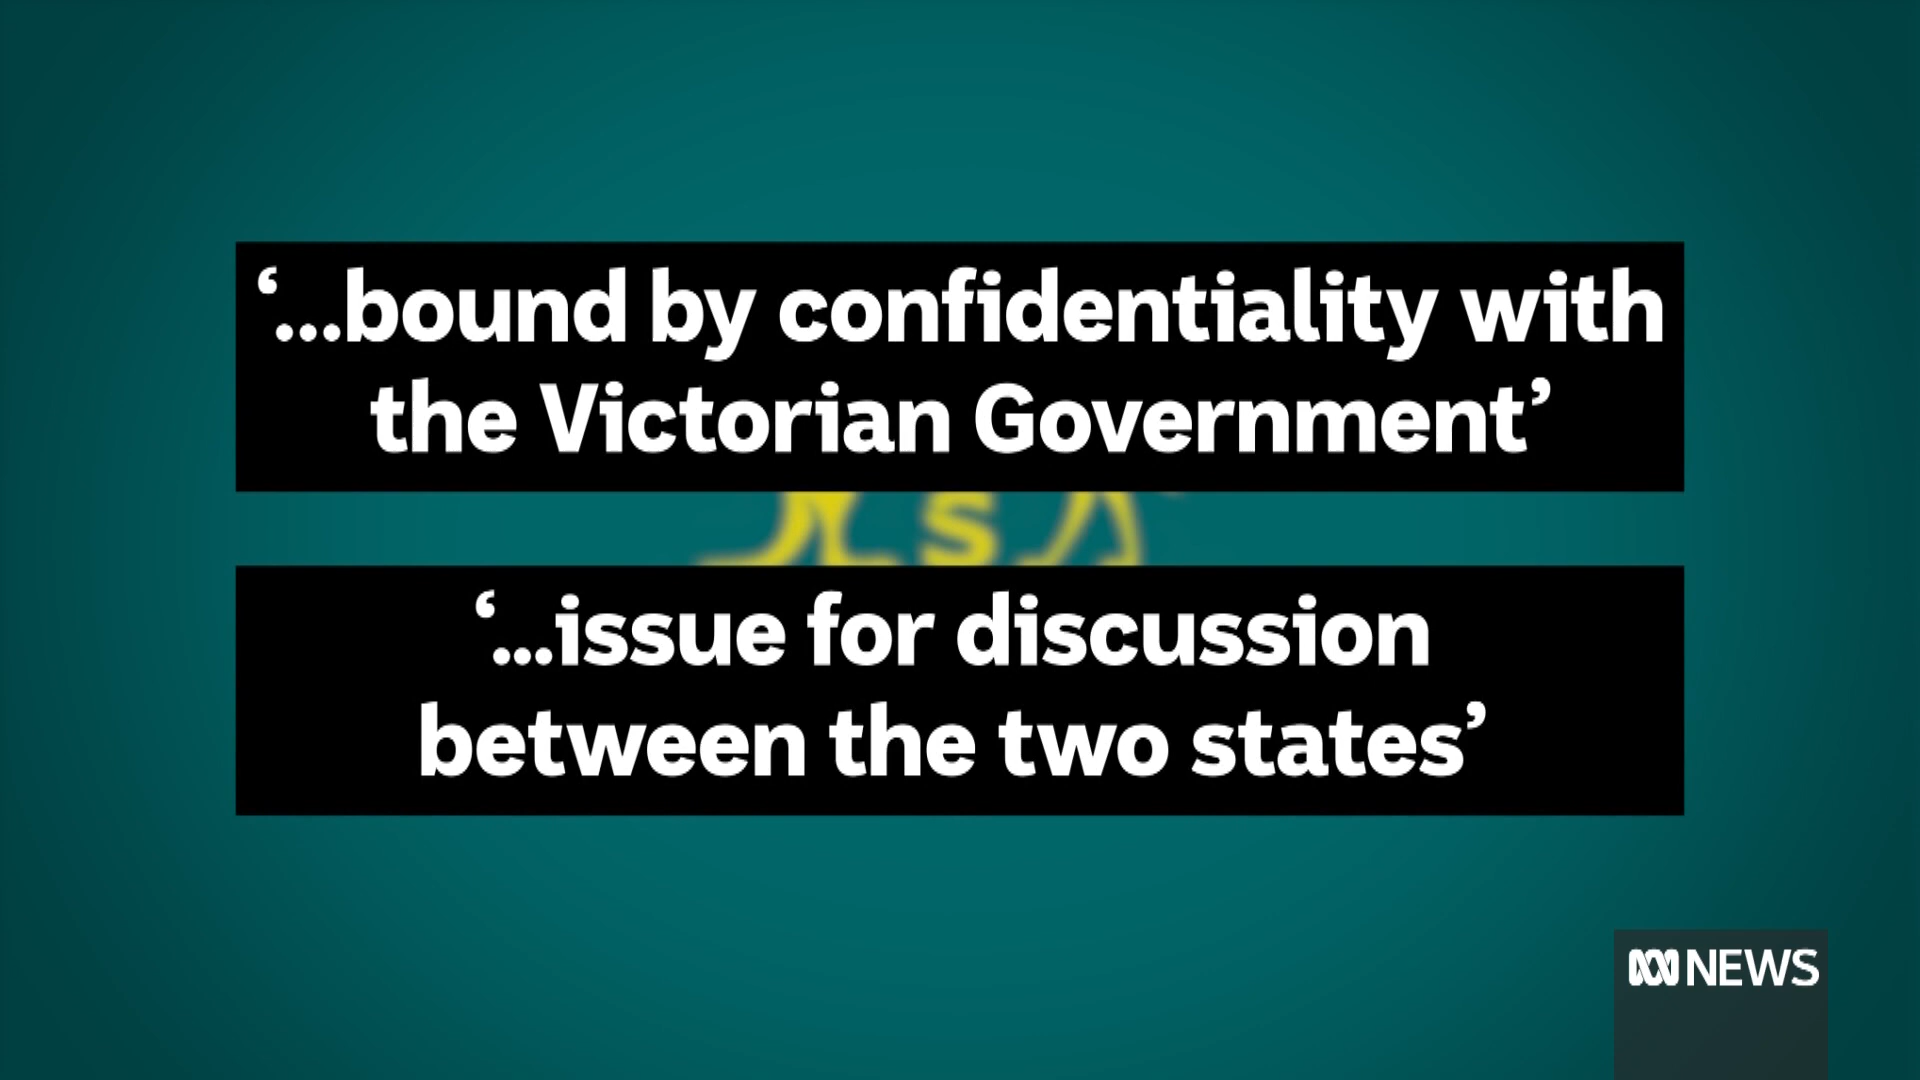 ‘...bound by confidentiality with
the Victorian Government’
‘...issue for discussion
between the two states’
NEWS